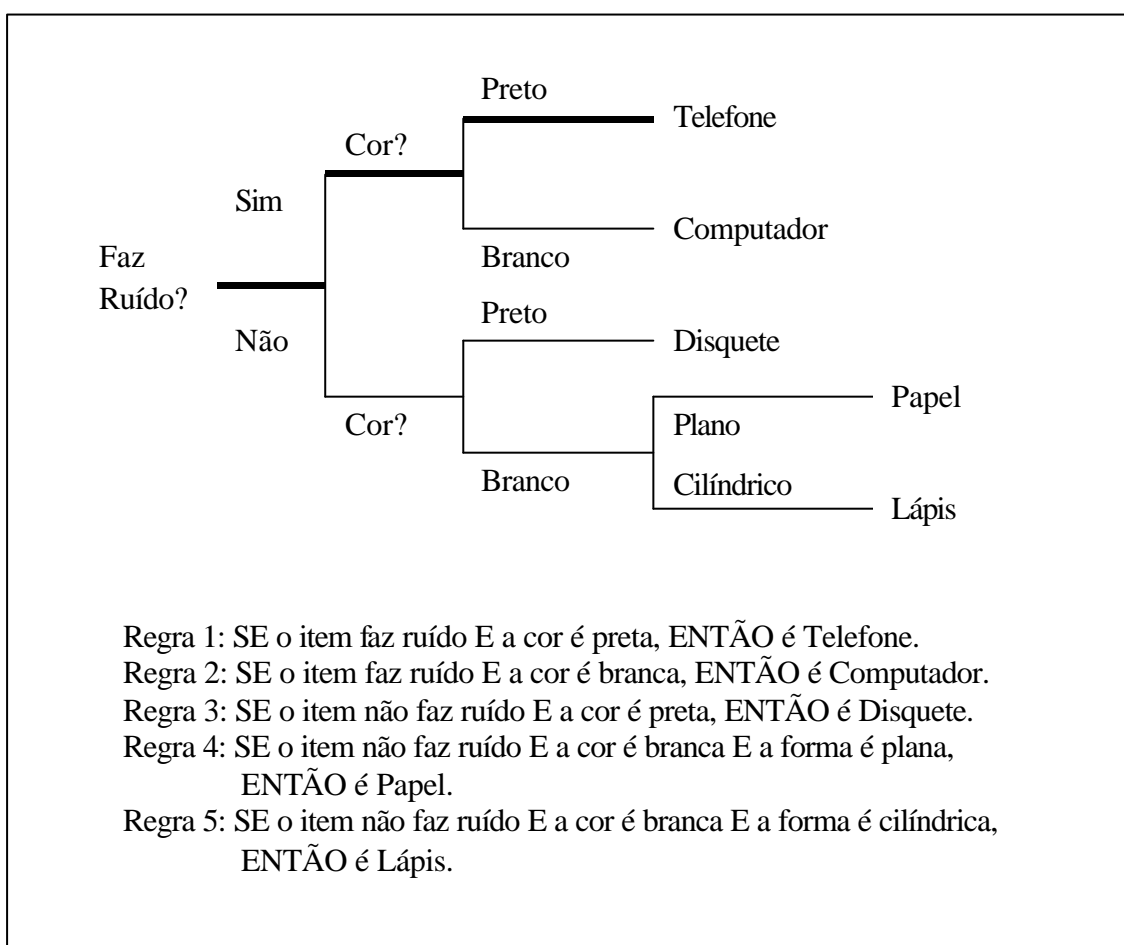 Preto
Telefone
Cor?
Sim
Computador
Branco
Faz
Ruído?
Preto
Não
Disquete
Papel
Cor?
Plano
Branco
Cilíndrico
Lápis
Regra 1: SE o item faz ruído E a cor é preta, ENTÃO é Telefone.
Regra 2: SE o item faz ruído E a cor é branca, ENTÃO é Computador.
Regra 3: SE o item não faz ruído E a cor é preta, ENTÃO é Disquete.
Regra 4: SE o item não faz ruído E a cor é branca E a forma é plana,
ENTÃO é Papel.
Regra 5: SE o item não faz ruído E a cor é branca E a forma é cilíndrica,
ENTÃO é Lápis.